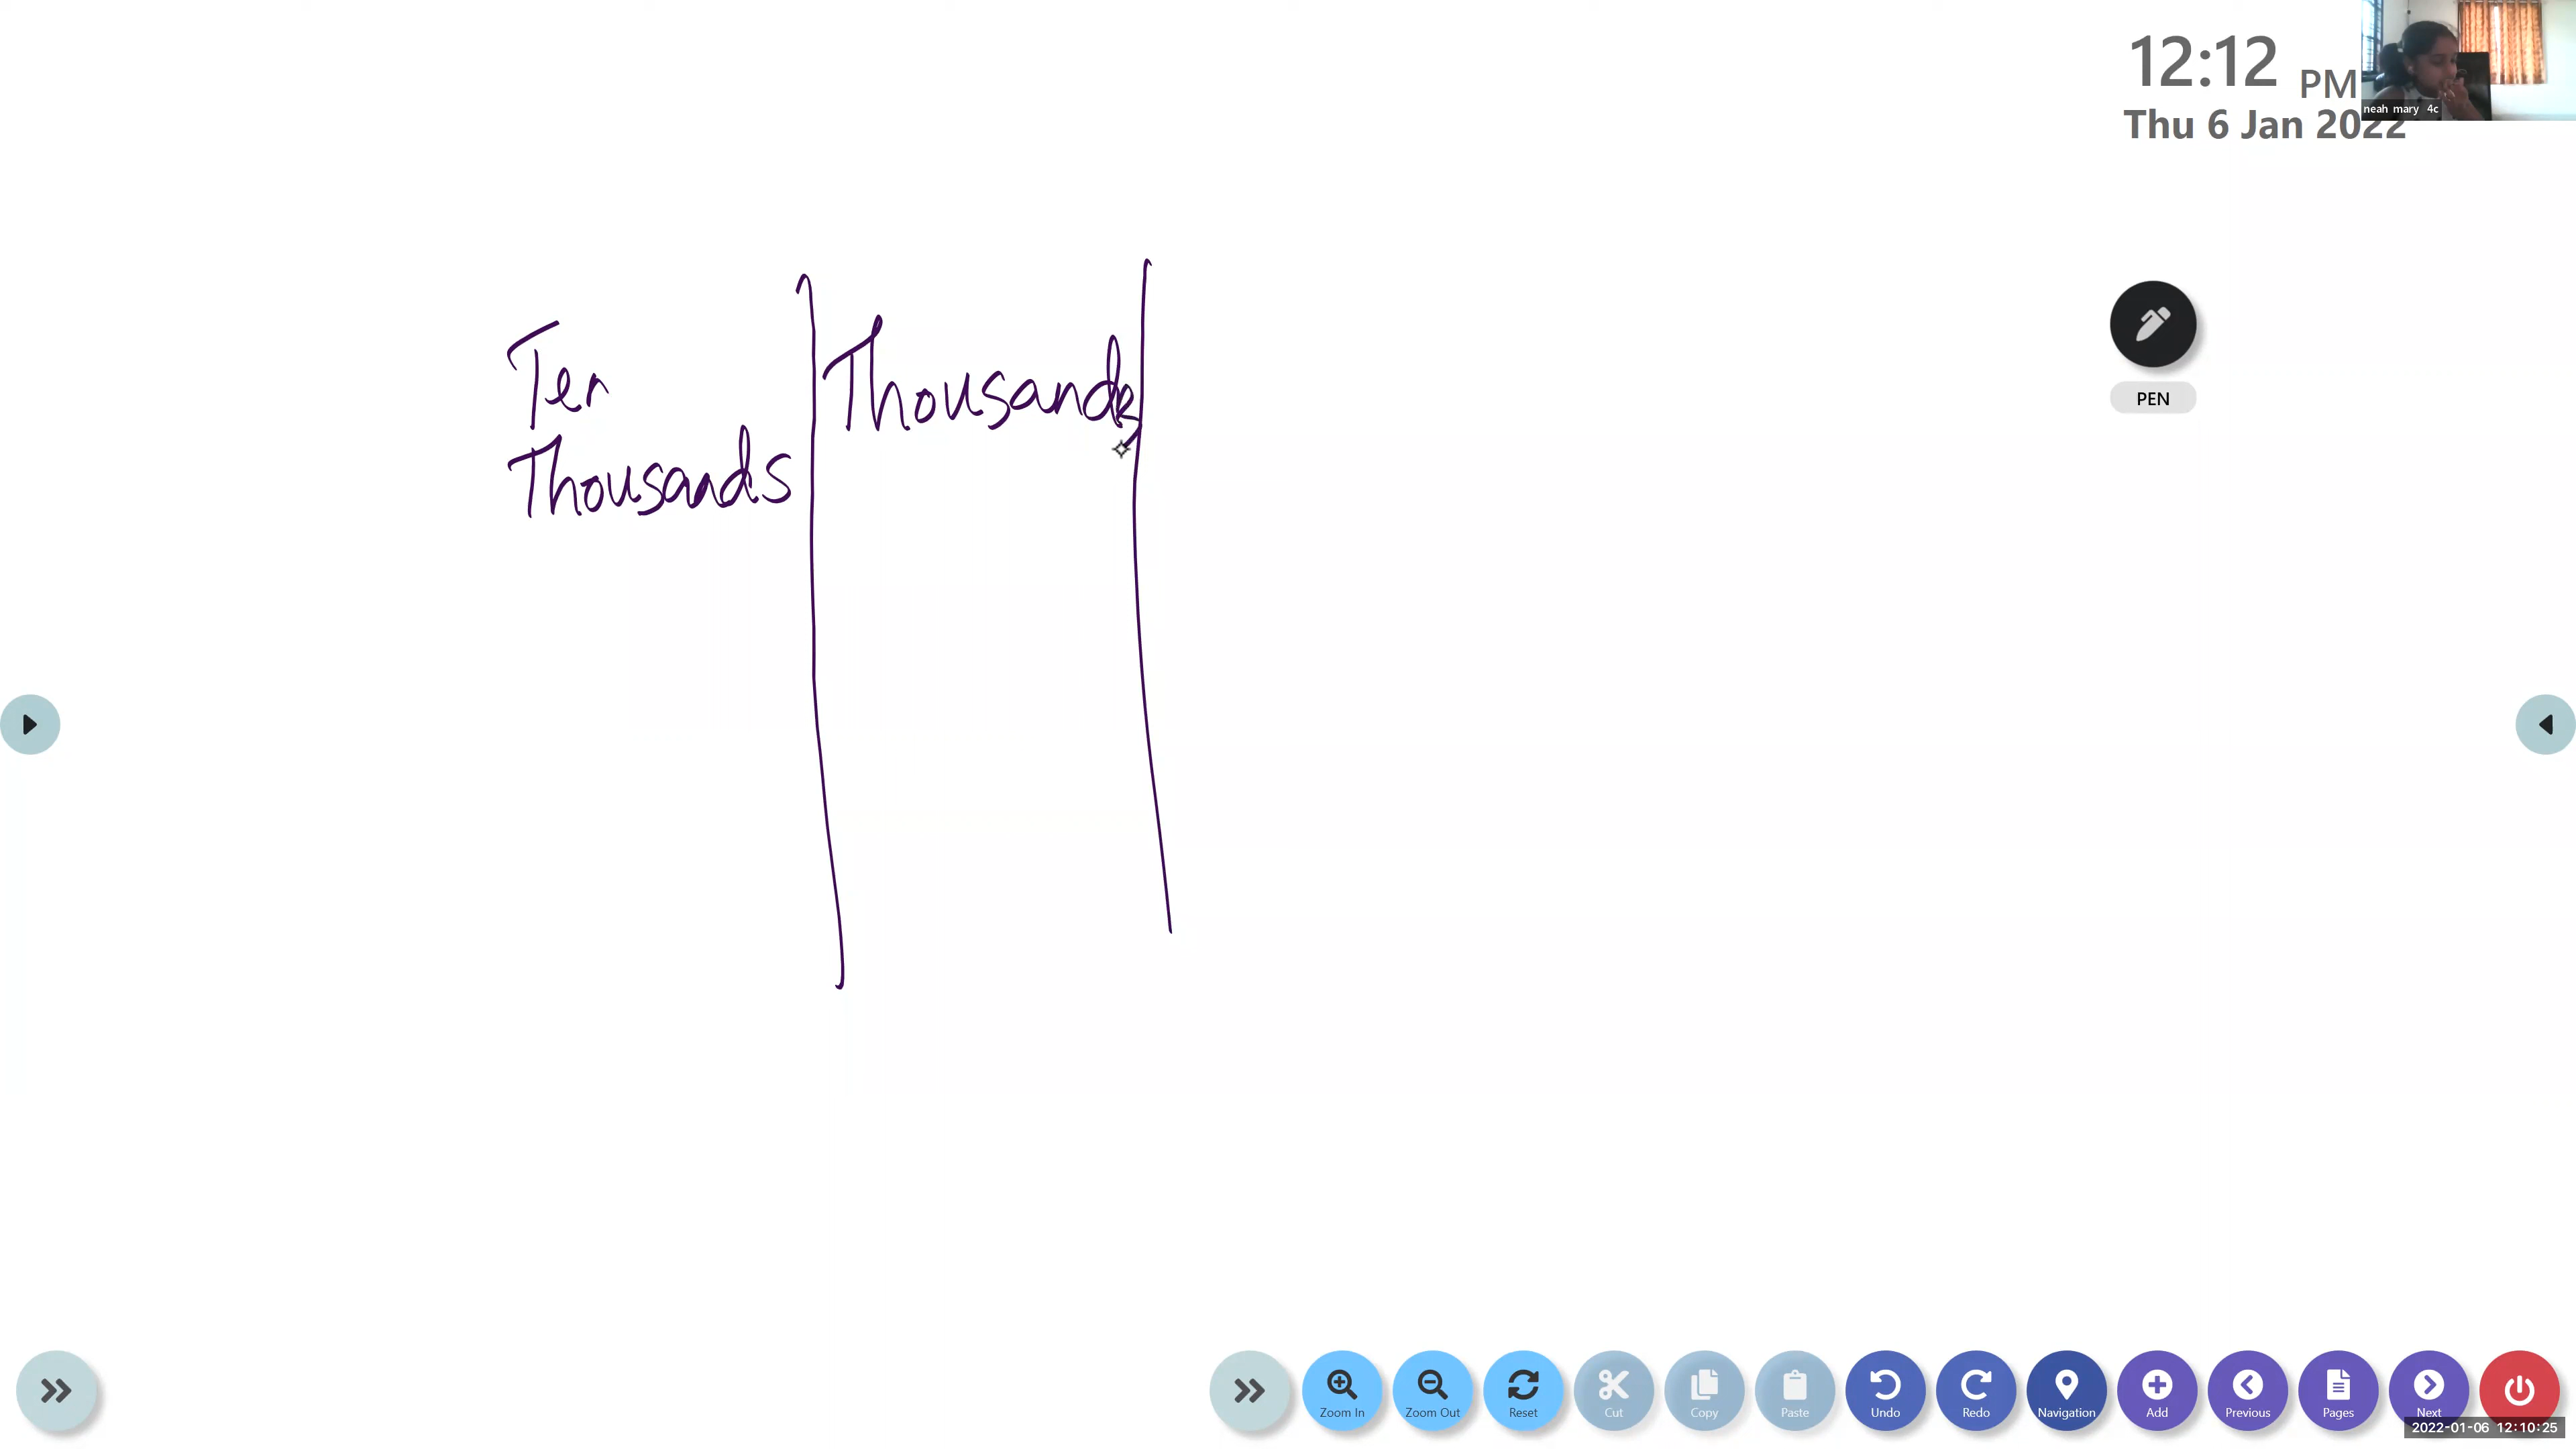 12:12 PM
Thu 6 Jan 2022
neah mary 4c
Ten
Thousands
Thousands
PEN
Zoom In
Zoom Out
Reset
Cut
Copy
Paste
Undo
Redo
Navigation
Add
Previous
Pages
Next
2022-01-06 12:10:25